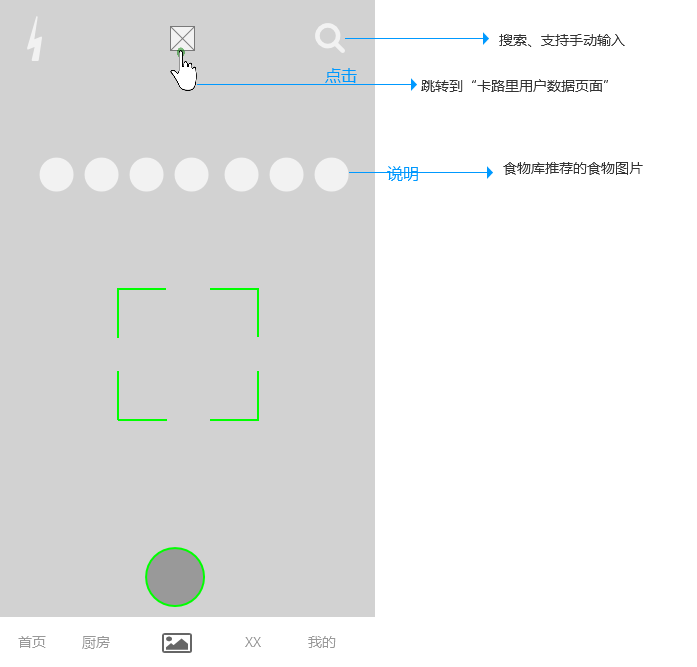 搜索、支持手动输入
点击
跳转到“卡路里用户数据页面”
说明
食物库推荐的食物图片
首页
厨房
XX
我的